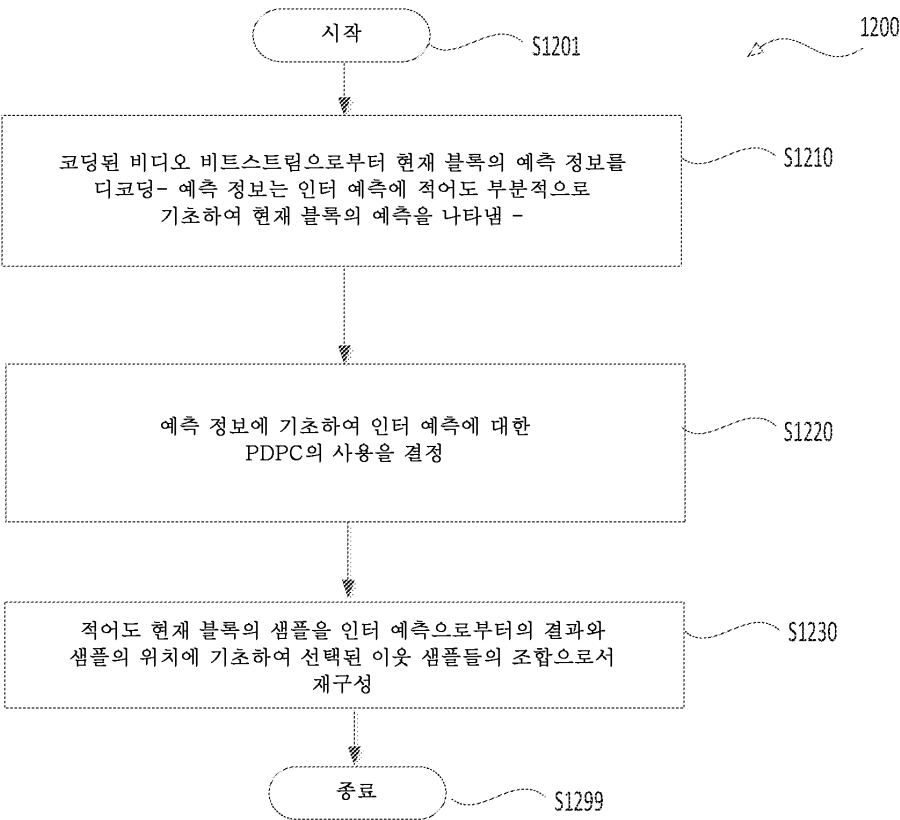 시작
S1201
1200
코딩된 비디오 비트스트림으로부터 현재 블록의 예측 정보를
디코딩- 예측 정보는 인터 예측에 적어도 부분적으로
기초하여 현재 블록의 예측을 나타냄 -
S1210
예측 정보에 기초하여 인터 예측에 대한
PDPC의 사용을 결정
S1220
적어도 현재 블록의 샘플을 인터 예측으로부터의 결과와
샘플의 위치에 기초하여 선택된 이웃 샘플들의 조합으로서
재구성
S1230
종료
S1299